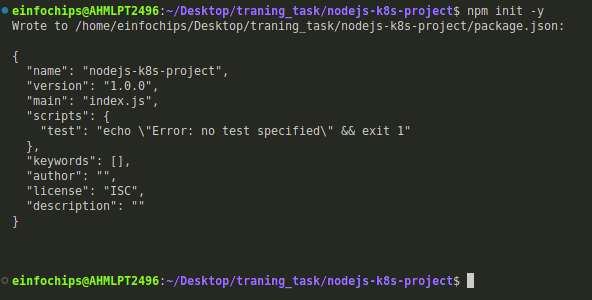 einfochips@AHMLPT2496:~/Desktop/traning_task/nodejs-k8s-project$ npm init -y
Wrote to /home/einfochips/Desktop/traning_task/nodejs-k8s-project/package.json:
{
  "name": "nodejs-k8s-project",
  "version": "1.0.0",
  "main": "index.js",
  "scripts": {
    "test": "echo \"Error: no test specified\" && exit 1"
  },
  "keywords": [],
  "author": "",
  "license": "ISC",
  "description": ""
}
einfochips@AHMLPT2496:~/Desktop/traning_task/nodejs-k8s-project$